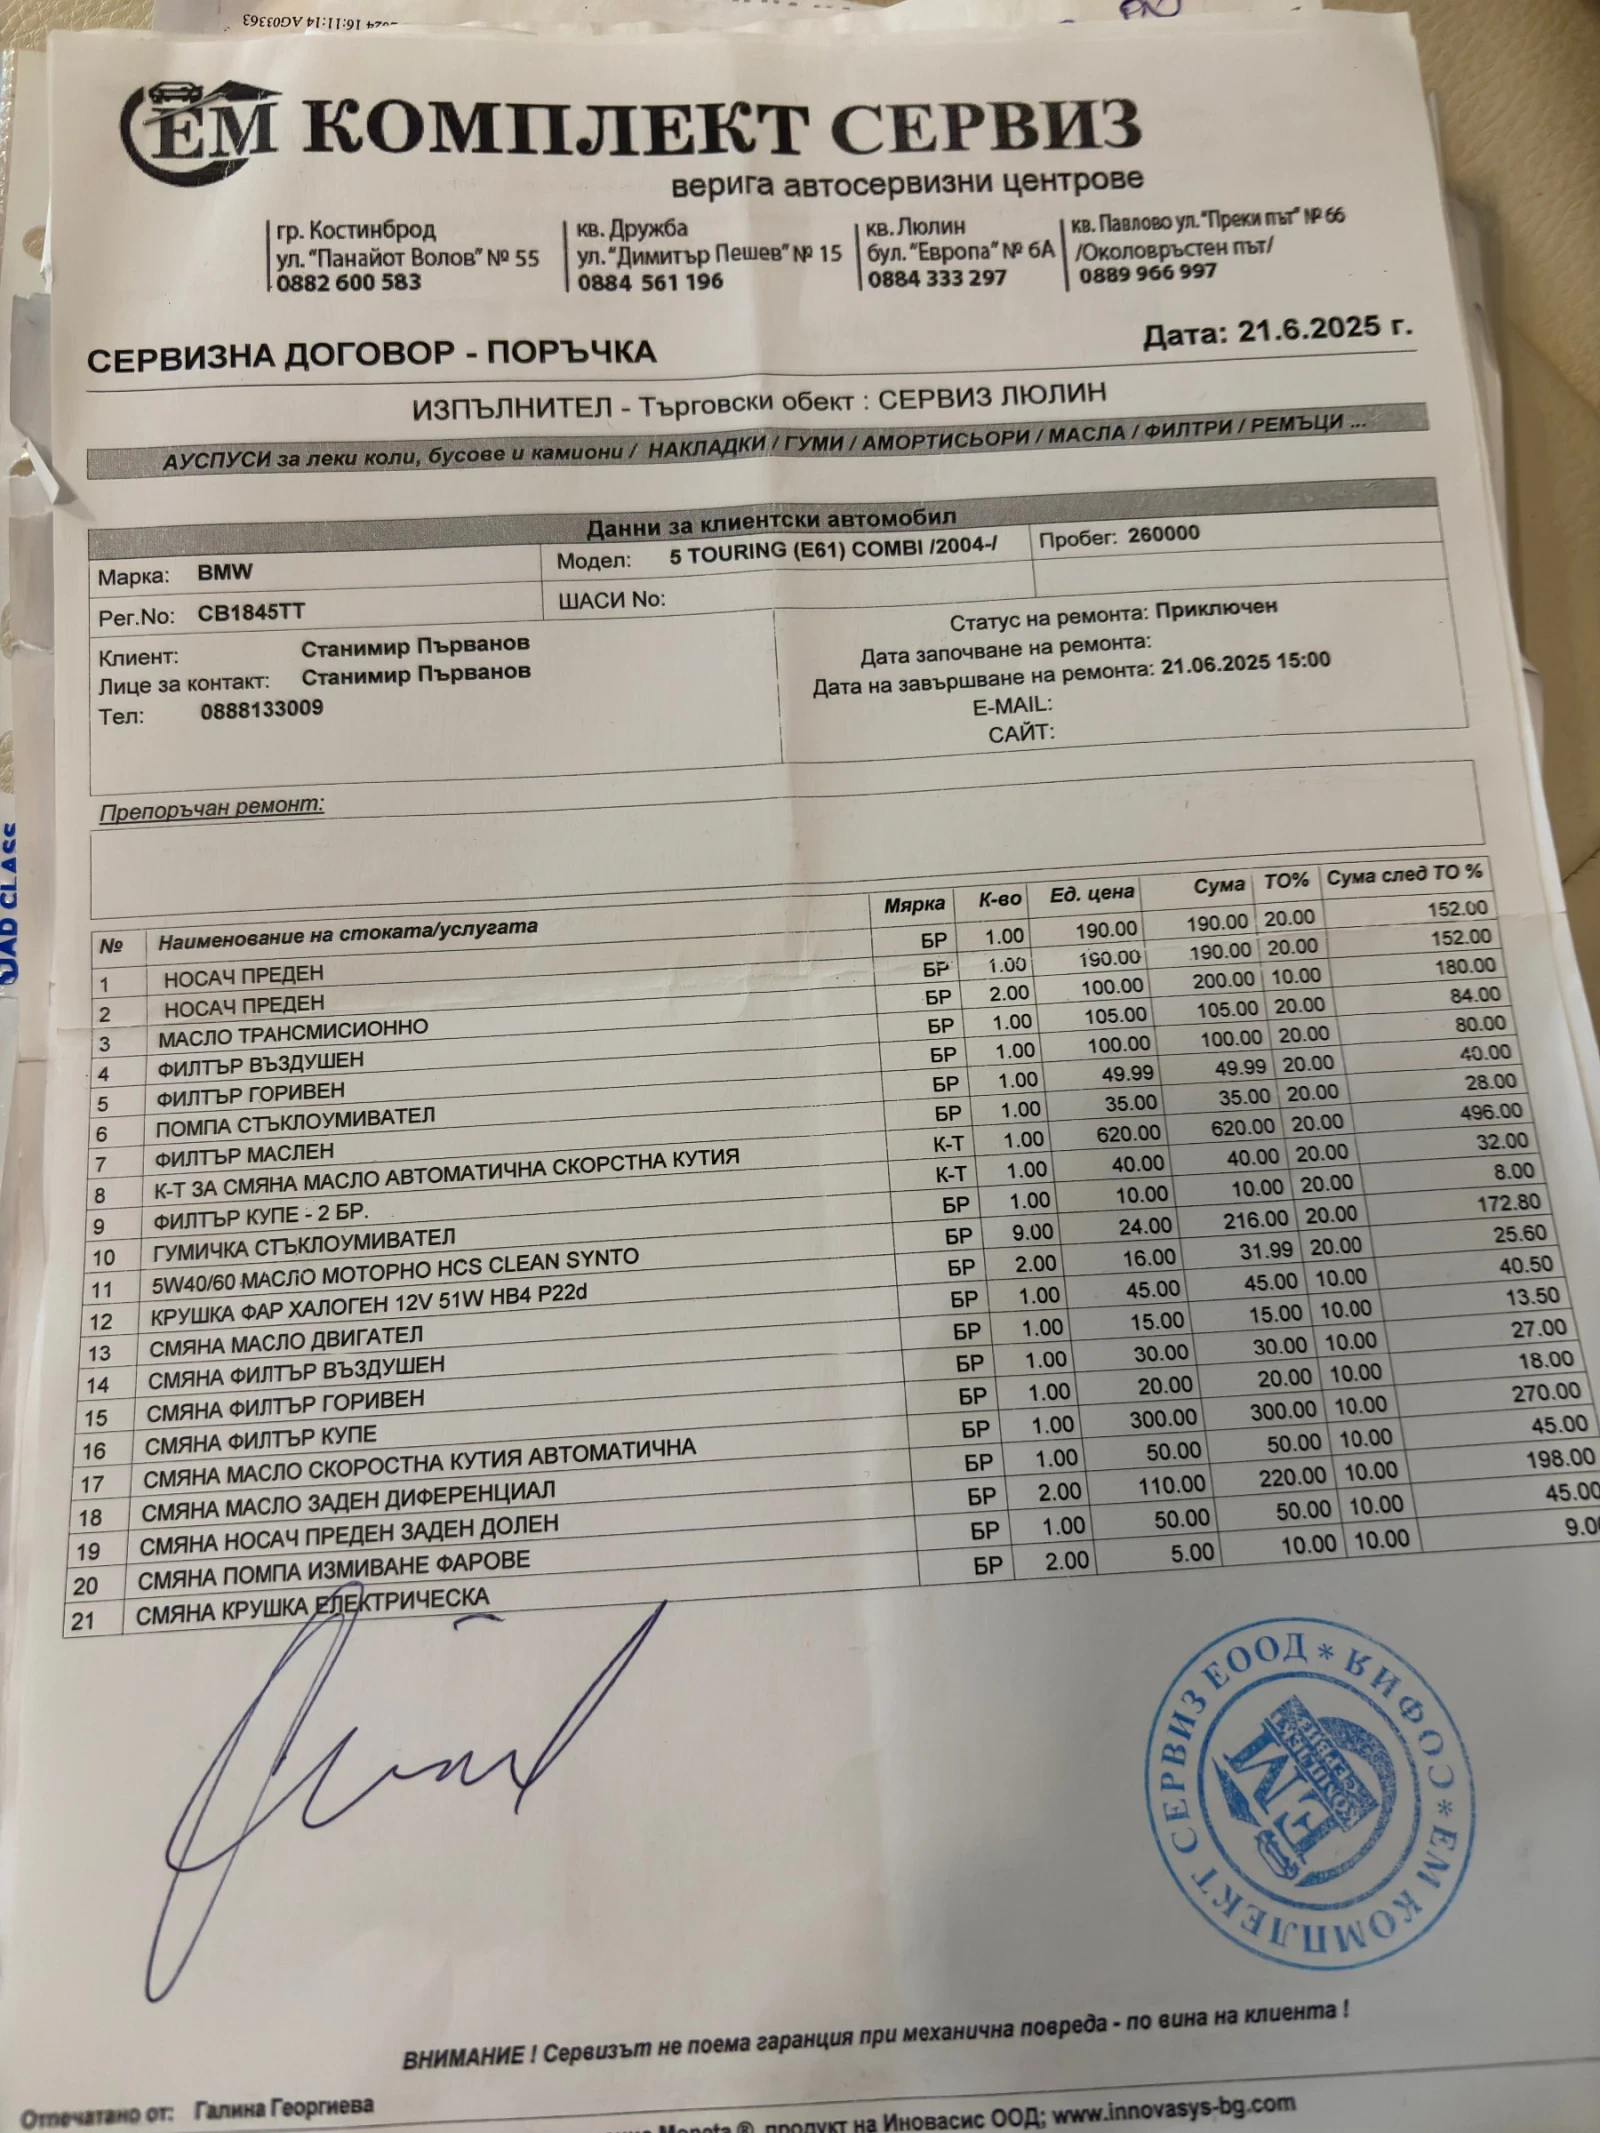 2024 16:11:14 AG03363
ЕМ КОМПЛЕКТ СЕРВИЗ
верига автосервизни центрове
гр. Костинброд
ул. "Панайот Волов" № 55
0882 600 583
кв. Дружба
ул. "Димитър Пешев" № 15
0884 561 196
кв. Люлин
бул. "Европа" № 6А
0884 333 297
кв. Павлово ул. "Преки път" № 66
/Околовръстен път/
0889 966 997
СЕРВИЗНА ДОГОВОР - ПОРЪЧКА
Дата: 21.6.2025 г.
ИЗПЪЛНИТЕЛ - Търговски обект : СЕРВИЗ ЛЮЛИН
АУСПУСИ за леки коли, бусове и камиони / НАКЛАДКИ / ГУМИ / АМОРТИСЬОРИ / МАСЛА / ФИЛТРИ / РЕМЪЦИ ...
Данни за клиентски автомобил
Марка: BMW Модел: 5 TOURING (E61) COMBI /2004-/ Пробег: 260000
Рег.No: CB1845TT ШАСИ No:
Клиент: Станимир Първанов
Лице за контакт: Станимир Първанов
Тел: 0888133009
Статус на ремонта: Приключен
Дата започване на ремонта:
Дата на завършване на ремонта: 21.06.2025 15:00
E-MAIL:
САЙТ:
Препоръчан ремонт:
№ Наименование на стоката/услугата Мярка К-во Ед. цена Сума ТО% Сума след ТО %
1 НОСАЧ ПРЕДЕН БР 1.00 190.00 190.00 20.00 152.00
2 НОСАЧ ПРЕДЕН БР 1.00 190.00 190.00 20.00 152.00
3 МАСЛО ТРАНСМИСИОННО БР 2.00 100.00 200.00 10.00 180.00
4 ФИЛТЪР ВЪЗДУШЕН БР 1.00 105.00 105.00 20.00 84.00
5 ФИЛТЪР ГОРИВЕН БР 1.00 100.00 100.00 20.00 80.00
6 ПОМПА СТЪКЛОУМИВАТЕЛ БР 1.00 49.99 49.99 20.00 40.00
7 ФИЛТЪР МАСЛЕН БР 1.00 35.00 35.00 20.00 28.00
8 К-Т ЗА СМЯНА МАСЛО АВТОМАТИЧНА СКОРСТНА КУТИЯ К-Т 1.00 620.00 620.00 20.00 496.00
9 ФИЛТЪР КУПЕ - 2 БР. К-Т 1.00 40.00 40.00 20.00 32.00
10 ГУМИЧКА СТЪКЛОУМИВАТЕЛ БР 1.00 10.00 10.00 20.00 8.00
11 5W40/60 МАСЛО МОТОРНО HCS CLEAN SYNTO БР 9.00 24.00 216.00 20.00 172.80
12 КРУШКА ФАР ХАЛОГЕН 12V 51W HB4 P22d БР 2.00 16.00 31.99 20.00 25.60
13 СМЯНА МАСЛО ДВИГАТЕЛ БР 1.00 45.00 45.00 10.00 40.50
14 СМЯНА ФИЛТЪР ВЪЗДУШЕН БР 1.00 15.00 15.00 10.00 13.50
15 СМЯНА ФИЛТЪР ГОРИВЕН БР 1.00 30.00 30.00 10.00 27.00
16 СМЯНА ФИЛТЪР КУПЕ БР 1.00 20.00 20.00 10.00 18.00
17 СМЯНА МАСЛО СКОРОСТНА КУТИЯ АВТОМАТИЧНА БР 1.00 300.00 300.00 10.00 270.00
18 СМЯНА МАСЛО ЗАДЕН ДИФЕРЕНЦИАЛ БР 1.00 50.00 50.00 10.00 45.00
19 СМЯНА НОСАЧ ПРЕДЕН ЗАДЕН ДОЛЕН БР 2.00 110.00 220.00 10.00 198.00
20 СМЯНА ПОМПА ИЗМИВАНЕ ФАРОВЕ БР 1.00 50.00 50.00 10.00 45.00
21 СМЯНА КРУШКА ЕЛЕКТРИЧЕСКА БР 2.00 5.00 10.00 10.00 9.00
* СОФИЯ * ЕМ КОМПЛЕКТ СЕРВИЗ ЕООД
ЕМ КОМПЛЕКТ СЕРВИЗ
ВНИМАНИЕ ! Сервизът не поема гаранция при механична повреда - по вина на клиента !
Отпечатано от: Галина Георгиева
Moneta ®, продукт на Иновасис ООД; www.innovasys-bg.com